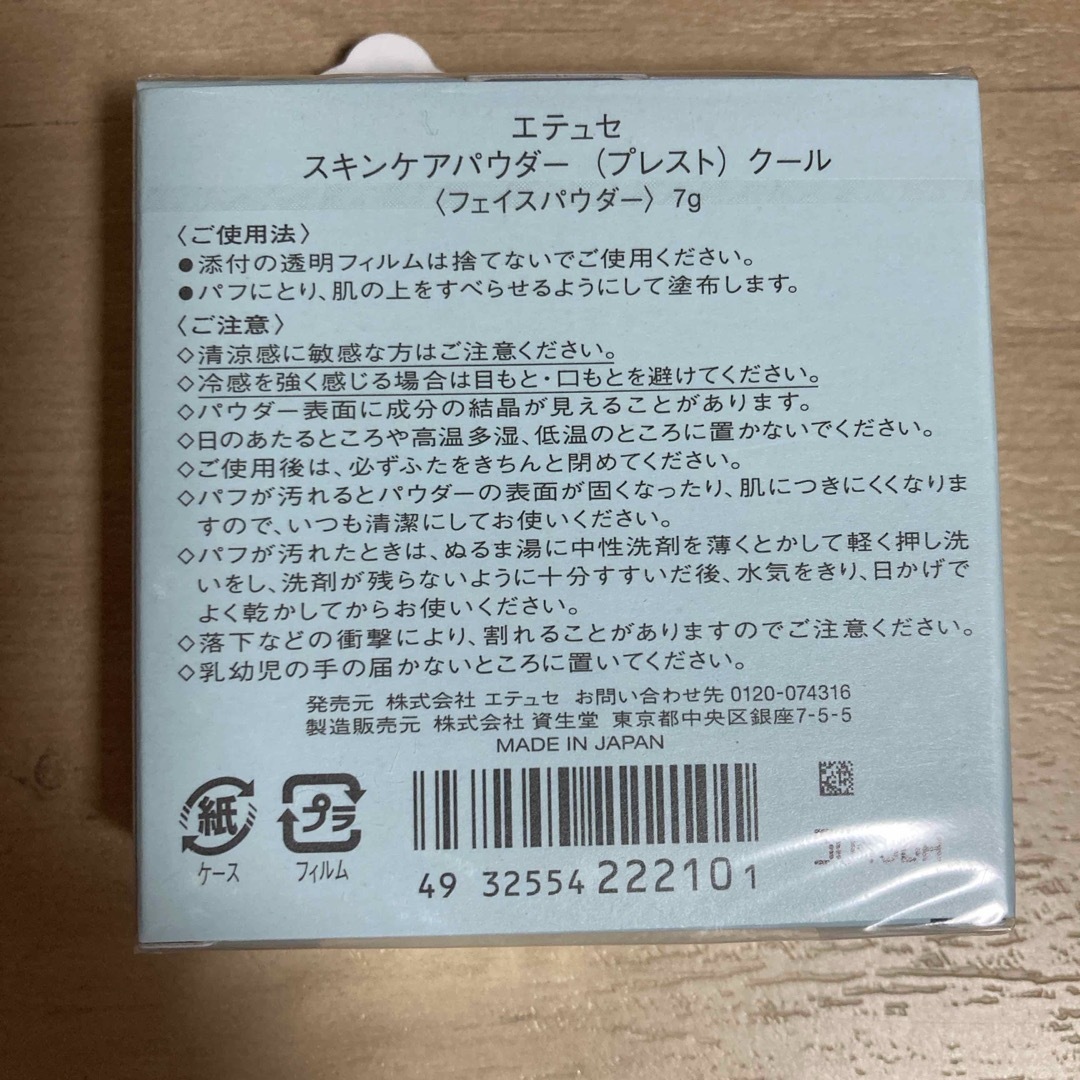 エテュセ
スキンケアパウダー（プレスト）クール
〈フェイスパウダー〉7g
〈ご使用法〉
●添付の透明フィルムは捨てないでご使用ください。
●パフにとり、肌の上をすべらせるようにして塗布します。
〈ご注意〉
◇清涼感に敏感な方はご注意ください。
◇冷感を強く感じる場合は目もと・口もとを避けてください。
◇パウダー表面に成分の結晶が見えることがあります。
◇日のあたるところや高温多湿、低温のところに置かないでください。
◇ご使用後は、必ずふたをきちんと閉めてください。
◇パフが汚れるとパウダーの表面が固くなったり、肌につきにくくなりま
すので、いつも清潔にしてお使いください。
◇パフが汚れたときは、ぬるま湯に中性洗剤を薄くとかして軽く押し洗
いをし、洗剤が残らないように十分すすいだ後、水気をきり、日かげで
よく乾かしてからお使いください。
◇落下などの衝撃により、割れることがありますのでご注意ください。
◇乳幼児の手の届かないところに置いてください。
発売元 株式会社 エテュセ お問い合わせ先 0120-074316
製造販売元 株式会社 資生堂 東京都中央区銀座7-5-5
MADE IN JAPAN
紙 プラ
ケース フィルム
49 32554 222101